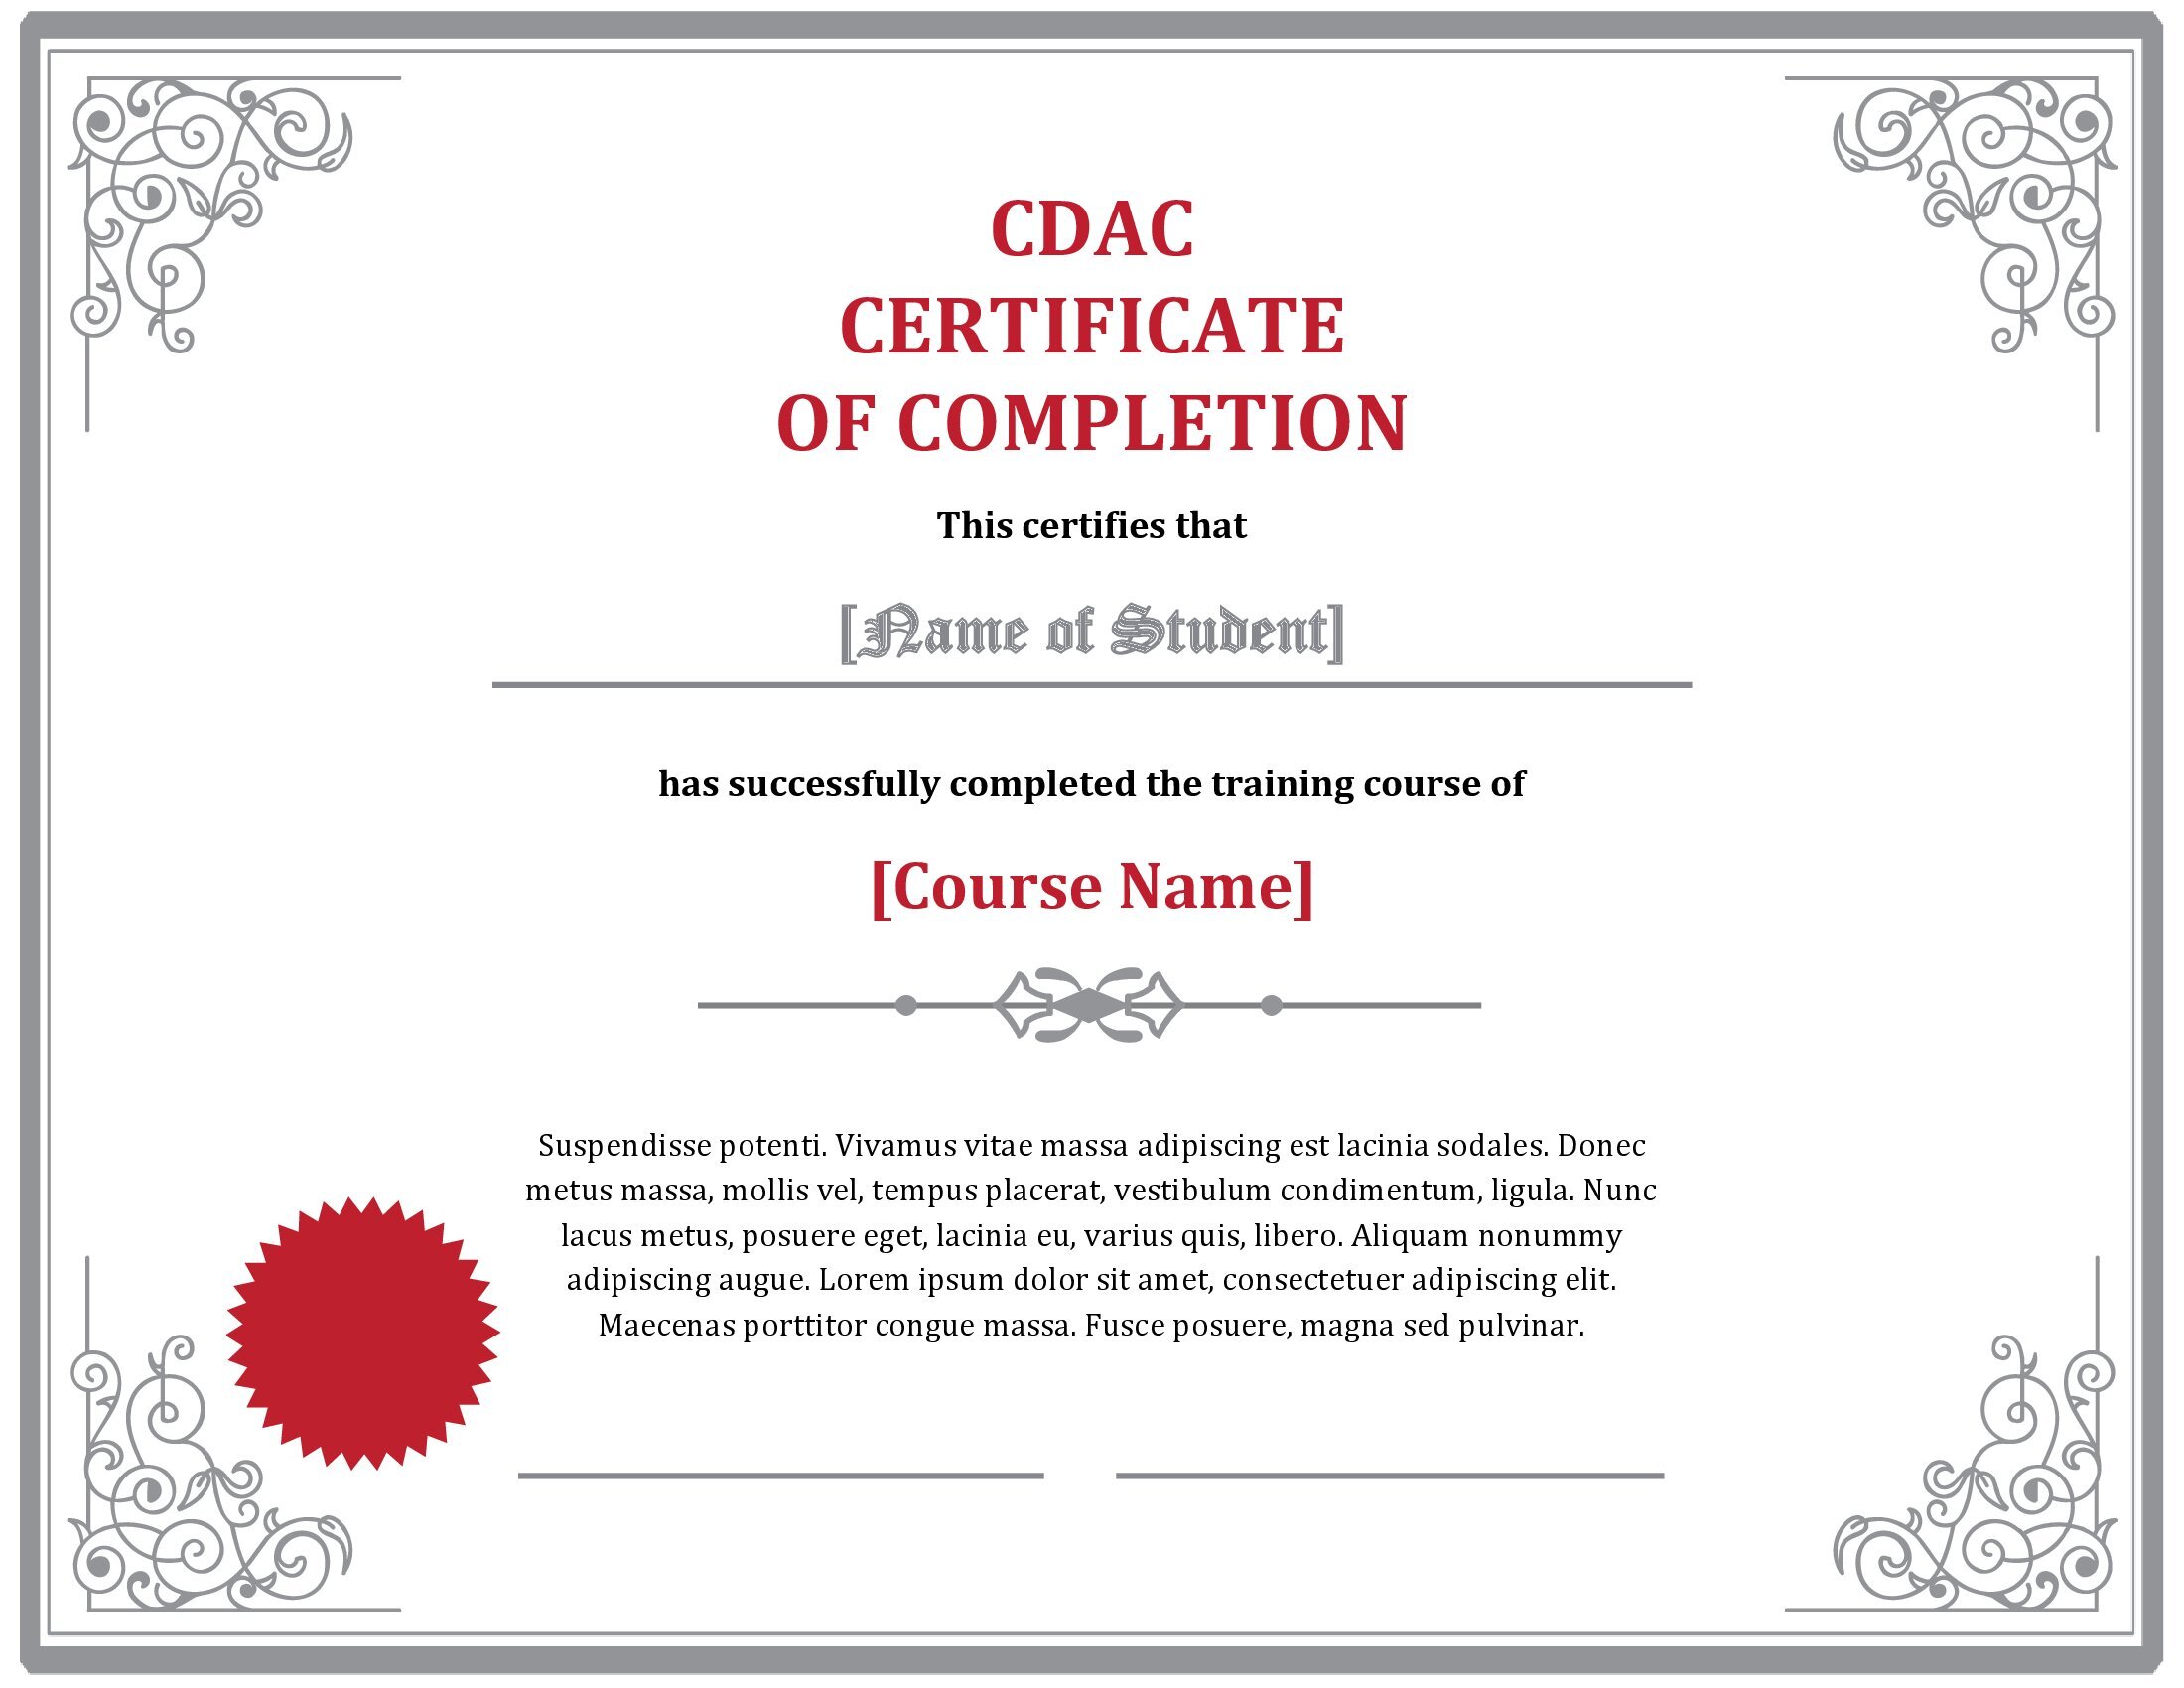 CDAC
CERTIFICATE
OF COMPLETION
This certifies that
[Name of Student]
has successfully completed the training course of
[Course Name]
Suspendisse potenti. Vivamus vitae massa adipiscing est lacinia sodales. Donec
metus massa, mollis vel, tempus placerat, vestibulum condimentum, ligula. Nunc
lacus metus, posuere eget, lacinia eu, varius quis, libero. Aliquam nonummy
adipiscing augue. Lorem ipsum dolor sit amet, consectetuer adipiscing elit.
Maecenas porttitor congue massa. Fusce posuere, magna sed pulvinar.